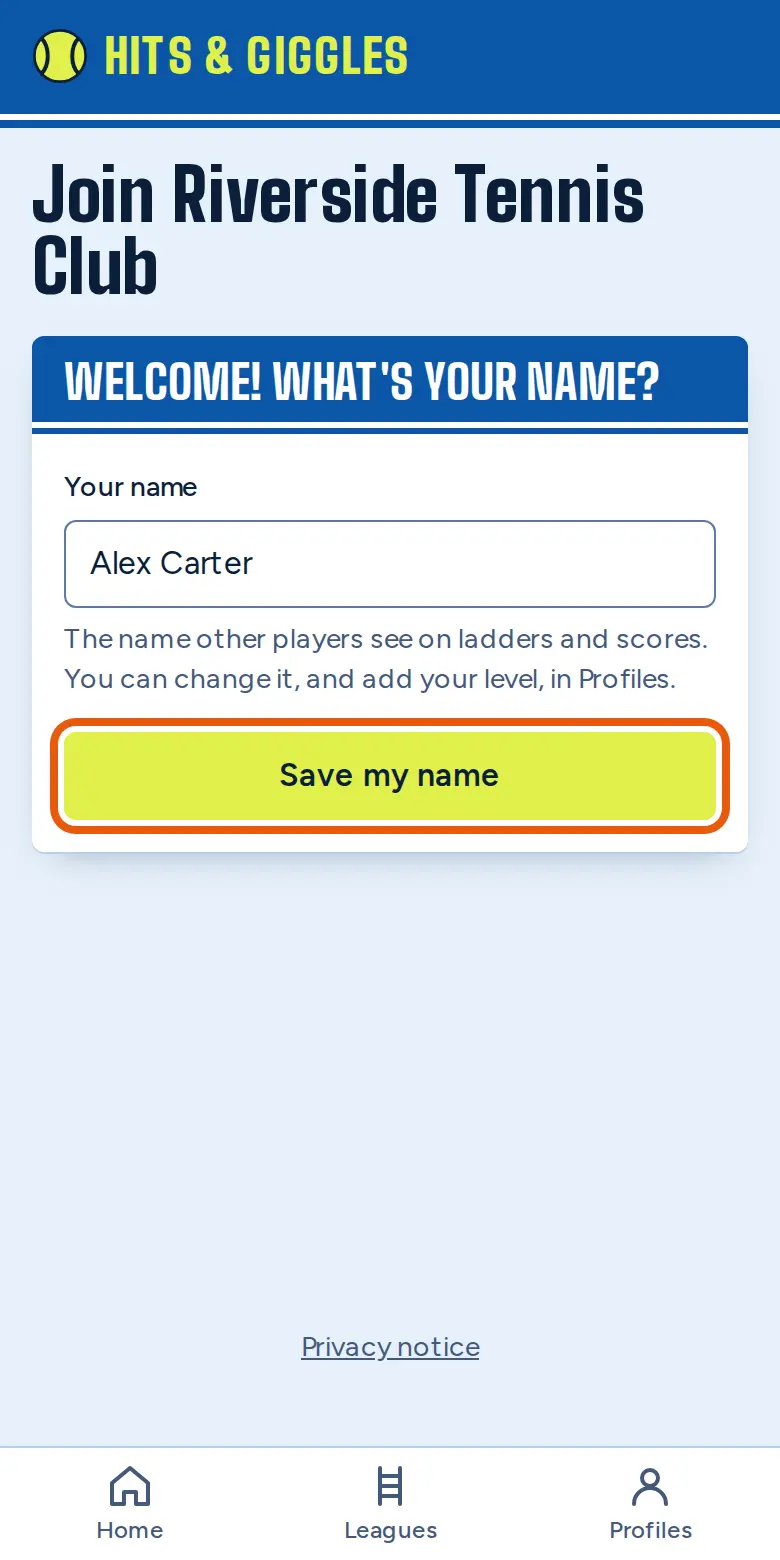 HITS & GIGGLES
Join Riverside Tennis
Club
WELCOME! WHAT'S YOUR NAME?
Your name
Alex Carter
The name other players see on ladders and scores.
You can change it, and add your level, in Profiles.
Save my name
Privacy notice
Home
Leagues
Profiles